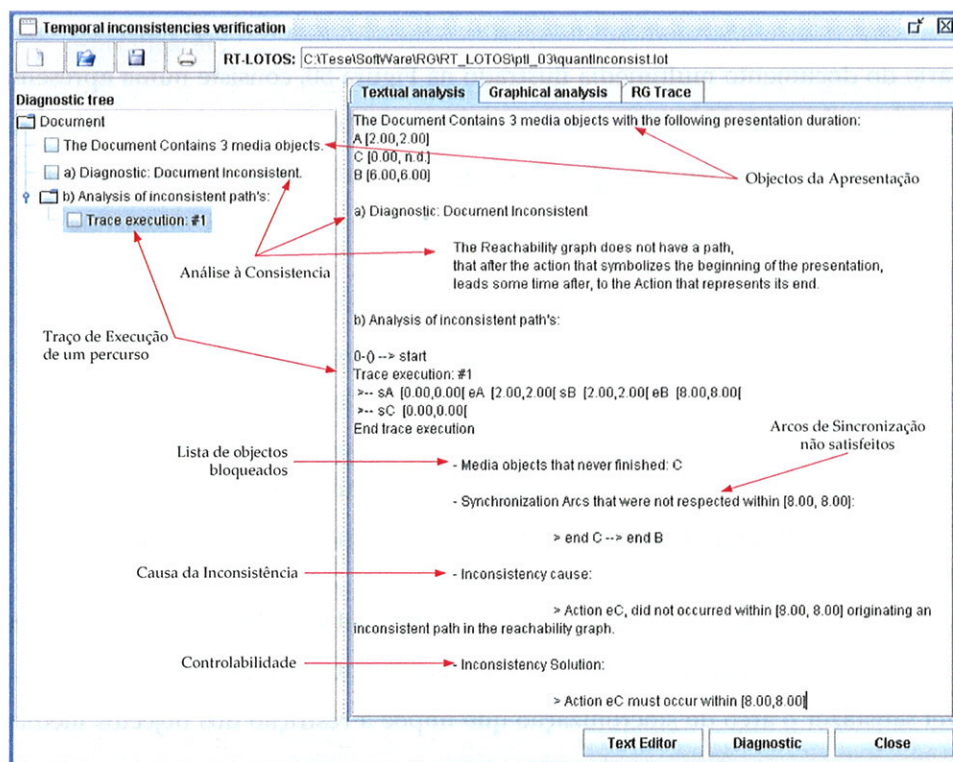 Temporal inconsistencies verification
RT-LOTOS: C:\Tese\SoftWare\RG\RT_LOTOS\ptl_03\quantInconsist.lot
Diagnostic tree
Document
The Document Contains 3 media objects.
a) Diagnostic: Document Inconsistent.
b) Analysis of inconsistent path's:
Trace execution: #1
Análise à Consistencia
Traço de Execução
de um percurso
Lista de objectos
bloqueados
Causa da Inconsistência
Controlabilidade
Textual analysis
Graphical analysis
RG Trace
The Document Contains 3 media objects with the following presentation duration:
A [2.00,2.00]
C [0.00, n.d.]
B [6.00,6.00]
Objectos da Apresentação
a) Diagnostic: Document Inconsistent
The Reachability graph does not have a path,
that after the action that symbolizes the beginning of the presentation,
leads some time after, to the Action that represents its end.
b) Analysis of inconsistent path's:
0-() --> start
Trace execution: #1
>-- sA [0.00,0.00[ eA [2.00,2.00[ sB [2.00,2.00[ eB [8.00,8.00[
>-- sC [0.00,0.00[
End trace execution
Arcos de Sincronização
não satisfeitos
- Media objects that never finished: C
- Synchronization Arcs that were not respected within [8.00, 8.00]:
> end C --> end B
- Inconsistency cause:
> Action eC, did not occurred within [8.00, 8.00] originating an
inconsistent path in the reachability graph.
- Inconsistency Solution:
> Action eC must occur within [8.00,8.00]
Text Editor
Diagnostic
Close